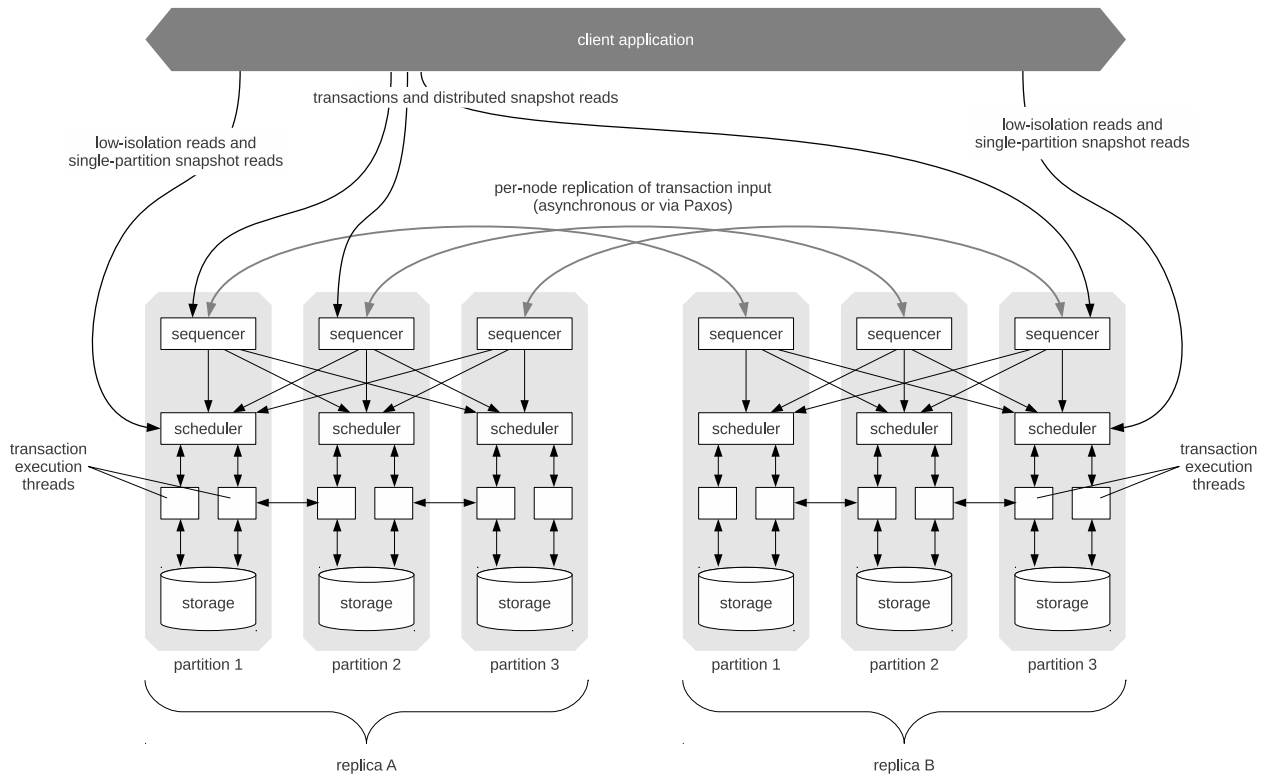 client application
transactions and distributed snapshot reads
low-isolation reads and
single-partition snapshot reads
low-isolation reads and
single-partition snapshot reads
per-node replication of transaction input
(asynchronous or via Paxos)
sequencer
sequencer
sequencer
sequencer
sequencer
sequencer
scheduler
scheduler
scheduler
scheduler
scheduler
scheduler
transaction
execution
threads
transaction
execution
threads
storage
storage
storage
storage
storage
storage
partition 1
partition 2
partition 3
partition 1
partition 2
partition 3
replica A
replica B